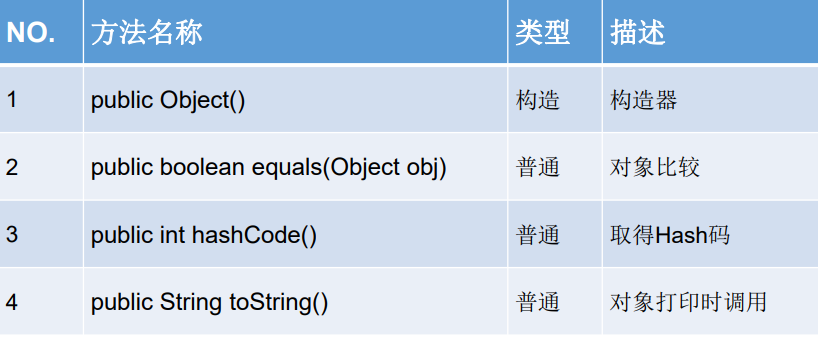 NO. 方法名称 类型 描述
1 public Object() 构造 构造器
2 public boolean equals(Object obj) 普通 对象比较
3 public int hashCode() 普通 取得Hash码
4 public String toString() 普通 对象打印时调用